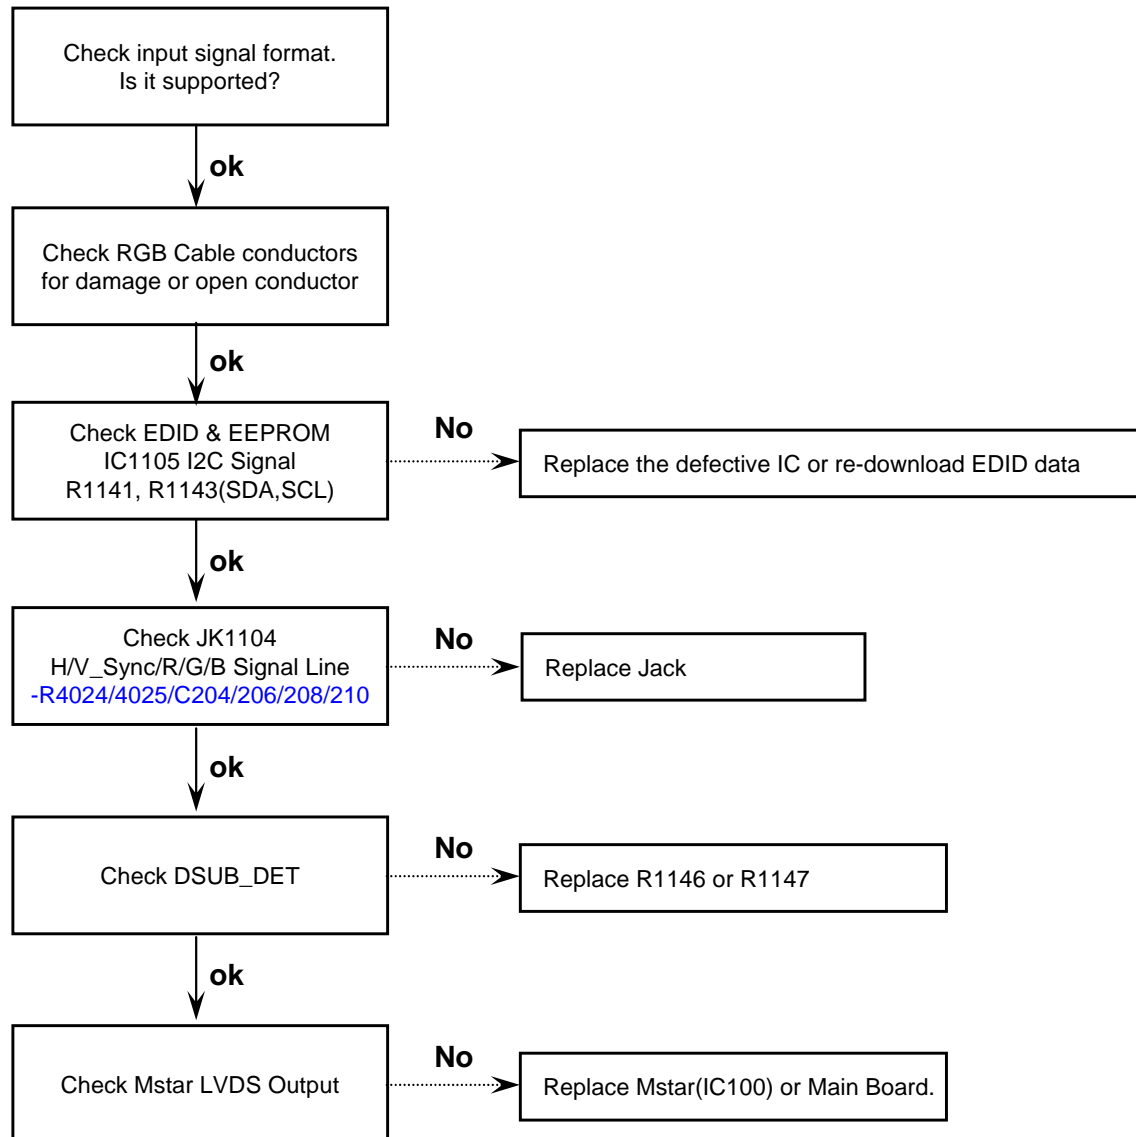 Check input signal format.
Is it supported?
ok
Check RGB Cable conductors
for damage or open conductor
ok
Check EDID & EEPROM
IC1105 I2C Signal
R1141, R1143(SDA,SCL)
No
Replace the defective IC or re-download EDID data
ok
Check JK1104
H/V_Sync/R/G/B Signal Line
-R4024/4025/C204/206/208/210
No
Replace Jack
ok
Check DSUB_DET
No
Replace R1146 or R1147
ok
Check Mstar LVDS Output
No
Replace Mstar(IC100) or Main Board.